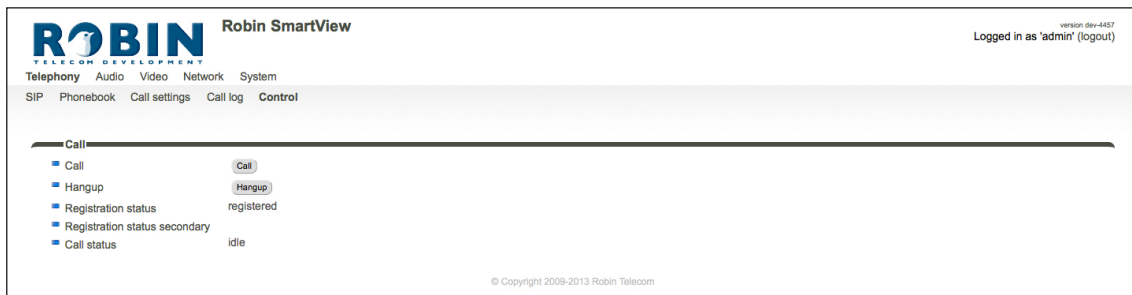 ROBIN
TELECOM DEVELOPMENT
Robin SmartView
version dev-4457
Logged in as 'admin' (logout)
Telephony Audio Video Network System
SIP Phonebook Call settings Call log Control
Call
Call Call
Hangup Hangup
Registration status registered
Registration status secondary
Call status idle
© Copyright 2009-2013 Robin Telecom